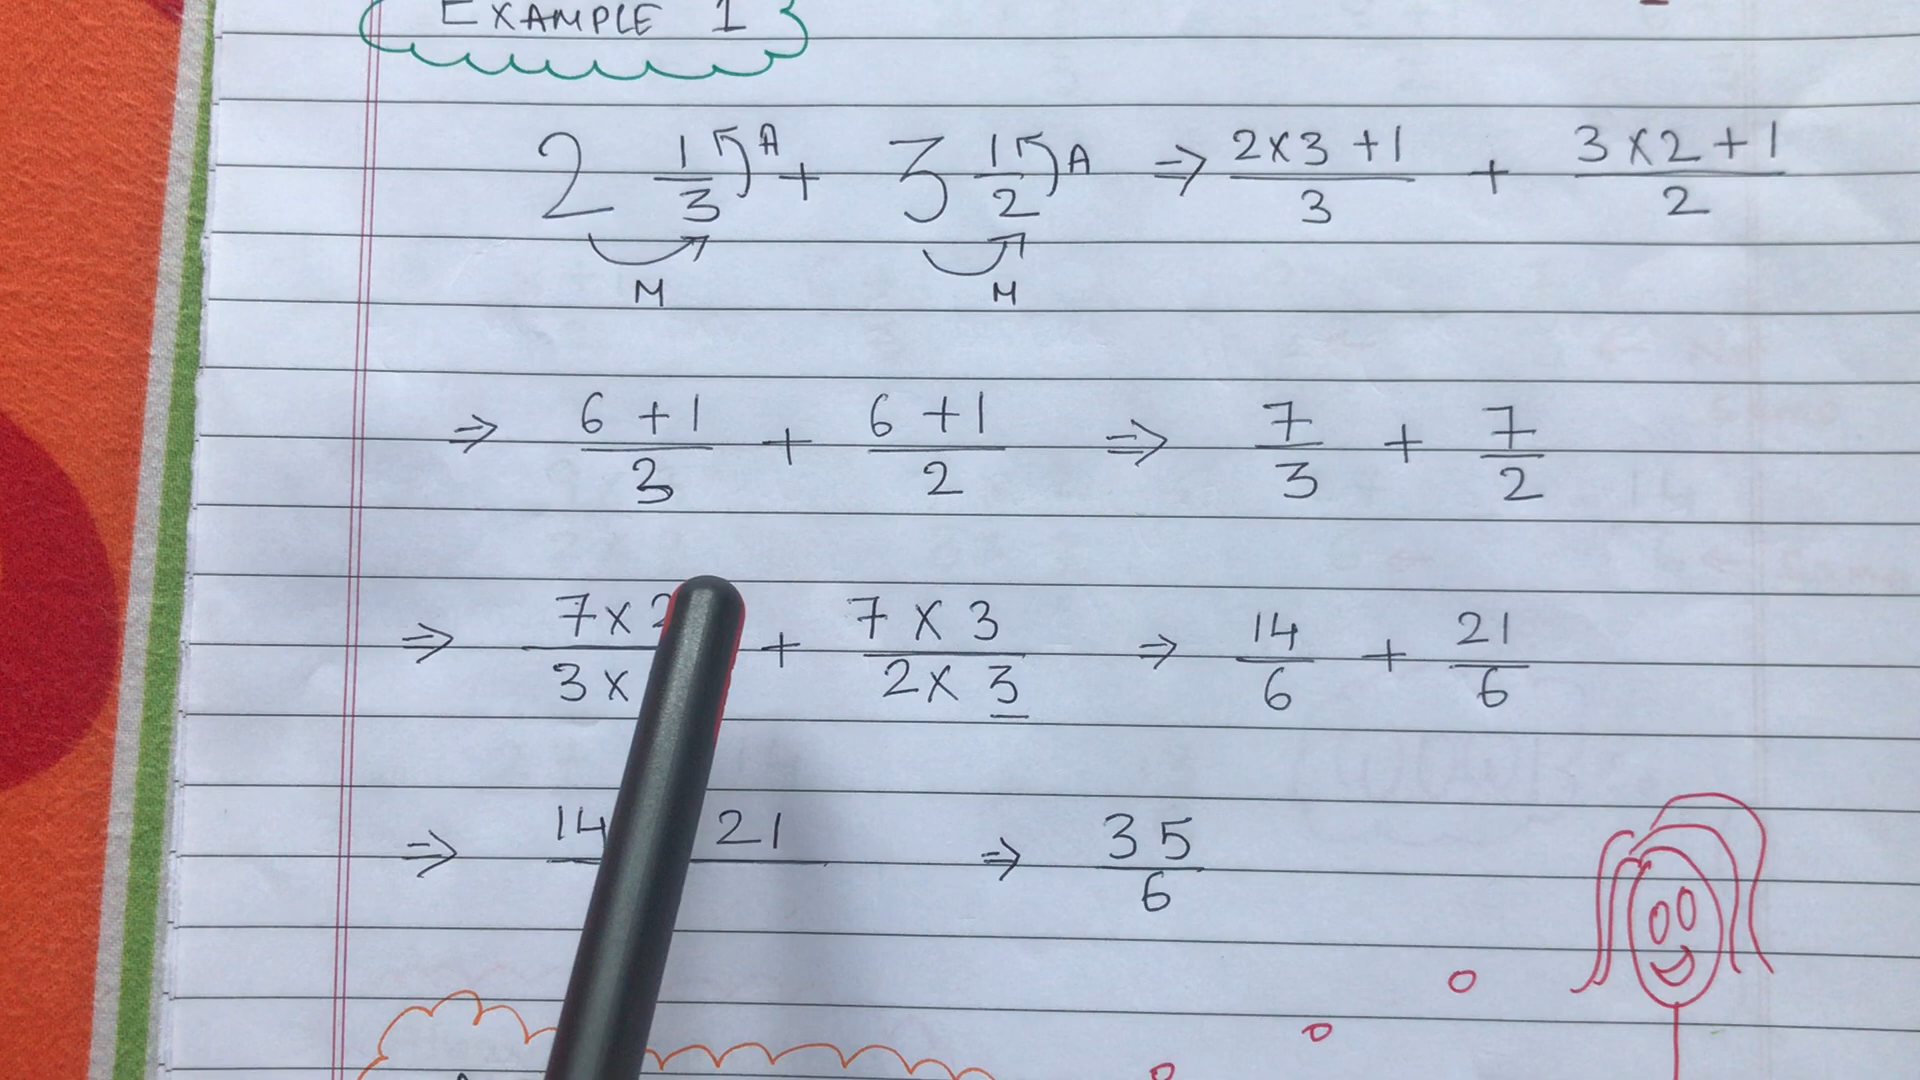 EXAMPLE 1
2 1/3 A + 3 1/2 A ⇒ 2×3+1/3 + 3×2+1/2
M M
⇒ 6+1/3 + 6+1/2 ⇒ 7/3 + 7/2
⇒ 7×2/3× + 7×3/2×3 ⇒ 14/6 + 21/6
⇒ 14 21 ⇒ 35/6